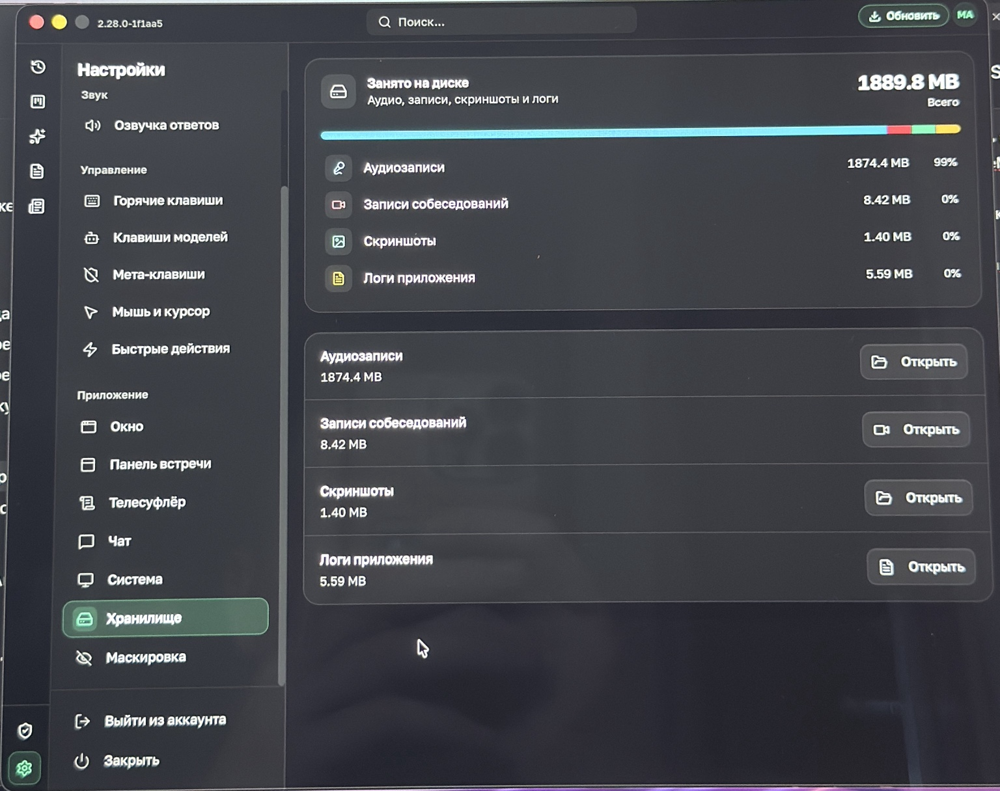 2.28.0-1f1aa5
Поиск...
Обновить
MA
Настройки
Звук
Озвучка ответов
Управление
Горячие клавиши
Клавиши моделей
Мета-клавиши
Мышь и курсор
Быстрые действия
Приложение
Окно
Панель встречи
Телесуфлёр
Чат
Система
Хранилище
Маскировка
Выйти из аккаунта
Закрыть
Занято на диске
Аудио, записи, скриншоты и логи
1889.8 MB
Всего
Аудиозаписи 1874.4 MB 99%
Записи собеседований 8.42 MB 0%
Скриншоты 1.40 MB 0%
Логи приложения 5.59 MB 0%
Аудиозаписи
1874.4 MB
Открыть
Записи собеседований
8.42 MB
Открыть
Скриншоты
1.40 MB
Открыть
Логи приложения
5.59 MB
Открыть